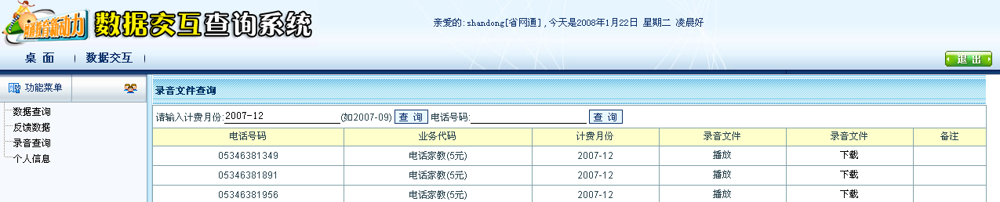 网通教育新动力 数据交互查询系统
亲爱的:shandong[省网通],今天是2008年1月22日 星期二 凌晨好
桌 面 数据交互 退 出
功能菜单
数据查询
反馈数据
录音查询
个人信息
录音文件查询
请输入计费月份:2007-12 (如2007-09) 查 询 电话号码: 查 询
电话号码 业务代码 计费月份 录音文件 录音文件 备注
05346381349 电话家教(5元) 2007-12 播放 下载
05346381891 电话家教(5元) 2007-12 播放 下载
05346381956 电话家教(5元) 2007-12 播放 下载